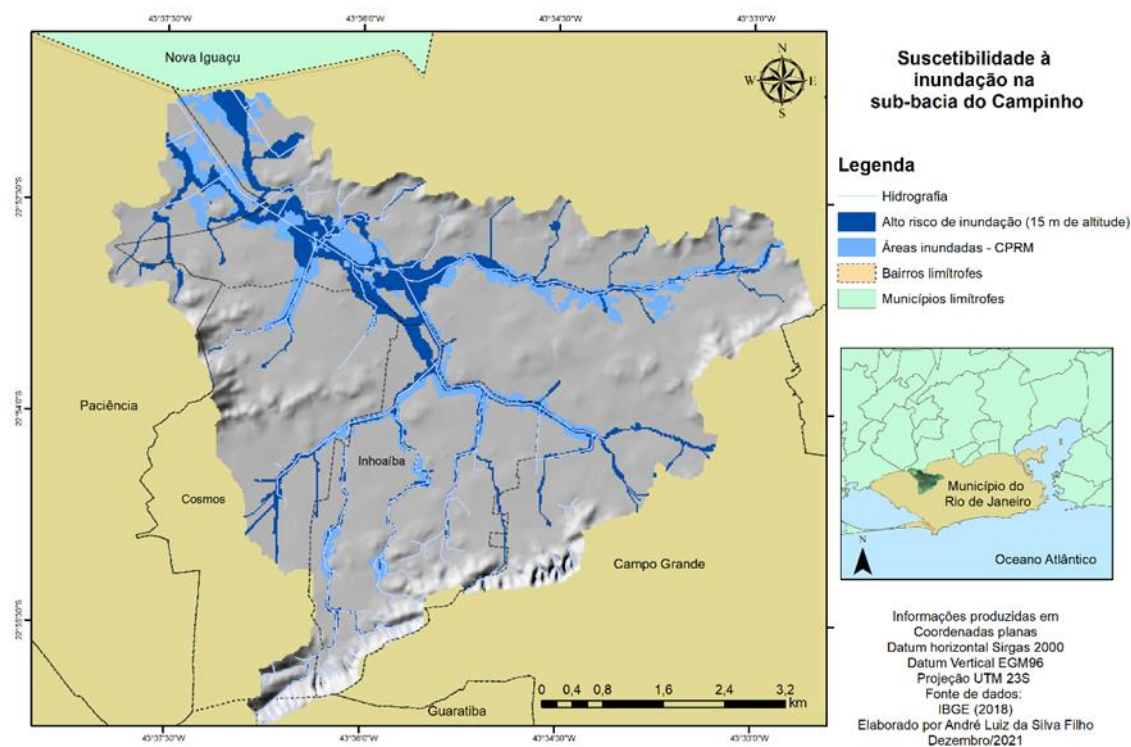 43°37'30"W
43°36'0"W
43°34'30"W
43°33'0"W
Nova Iguaçu
N
W
E
S
22°52'30"S
22°54'0"S
22°55'30"S
Paciência
Inhoaíba
Cosmos
Campo Grande
Guaratiba
0 0,4 0,8 1,6 2,4 3,2
km
43°37'30"W
43°36'0"W
43°34'30"W
43°33'0"W
Suscetibilidade à
inundação na
sub-bacia do Campinho
Legenda
Hidrografia
Alto risco de inundação (15 m de altitude)
Áreas inundadas - CPRM
Bairros limítrofes
Municípios limítrofes
Município do
Rio de Janeiro
N
Oceano Atlântico
Informações produzidas em
Coordenadas planas
Datum horizontal Sirgas 2000
Datum Vertical EGM96
Projeção UTM 23S
Fonte de dados:
IBGE (2018)
Elaborado por André Luiz da Silva Filho
Dezembro/2021